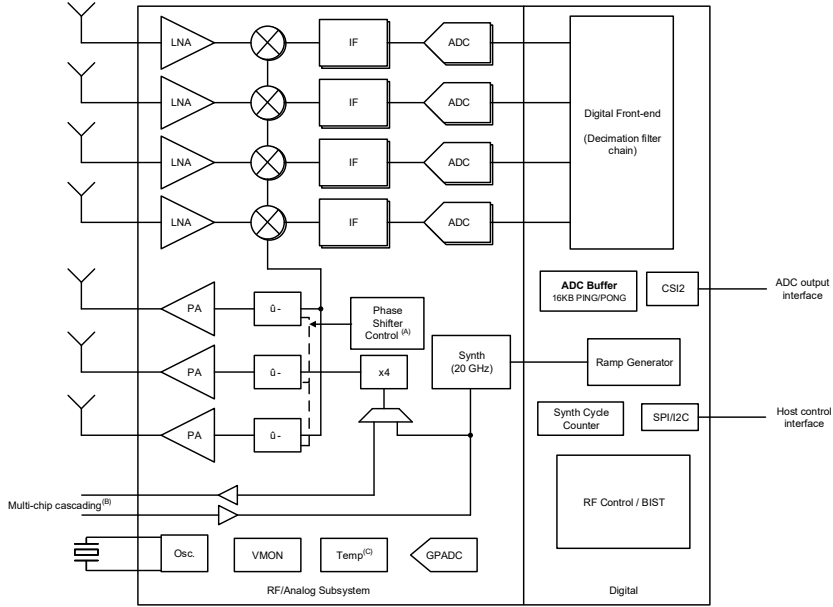 LNA
IF
ADC
LNA
IF
ADC
LNA
IF
ADC
LNA
IF
ADC
Digital Front-end
(Decimation filter
chain)
PA
û-
PA
û-
PA
û-
Phase
Shifter
Control (A)
x4
Synth
(20 GHz)
ADC Buffer
16KB PING/PONG
CSI2
ADC output
interface
Ramp Generator
Synth Cycle
Counter
SPI/I2C
Host control
interface
RF Control / BIST
Multi-chip cascading(B)
Osc.
VMON
Temp(C)
GPADC
RF/Analog Subsystem
Digital